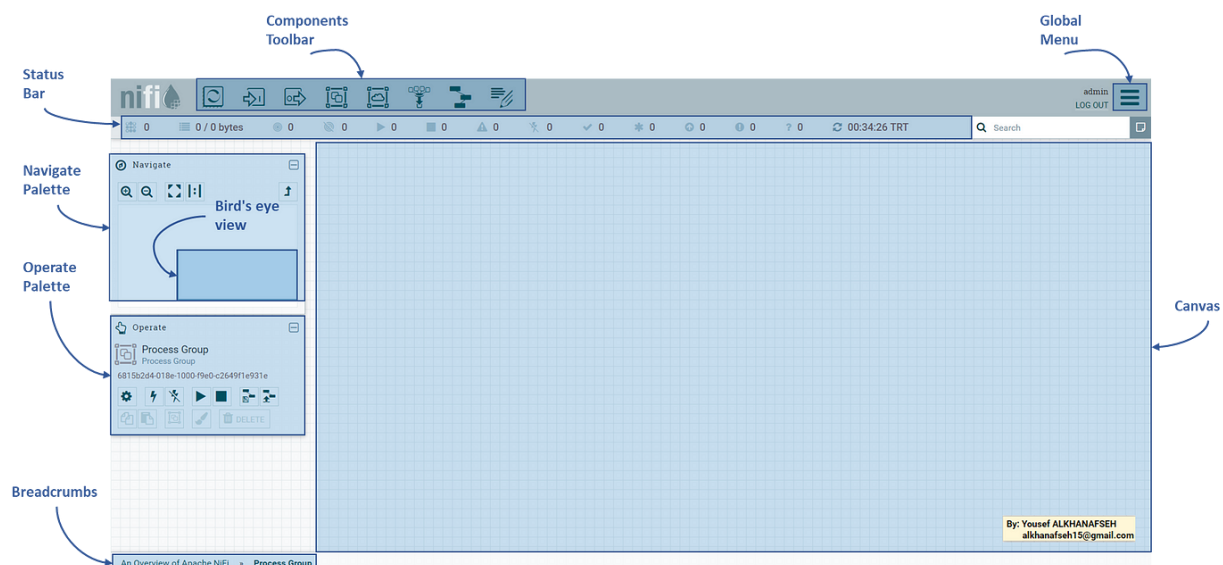 Components
Toolbar
Global
Menu
Status
Bar
nifi
admin
LOG OUT
0 0 / 0 bytes 0 0 0 0 0 0 0 0 0 0 ? 0 00:34:26 TRT Search
Navigate
Navigate
Palette
Bird's eye
view
Operate
Palette
Operate
Process Group
Process Group
6815b2d4-018e-1000-f9e0-c2649f1e931e
DELETE
Canvas
Breadcrumbs
By: Yousef ALKHANAFSEH
alkhanafseh15@gmail.com
An Overview of Apache NiFi » Process Group